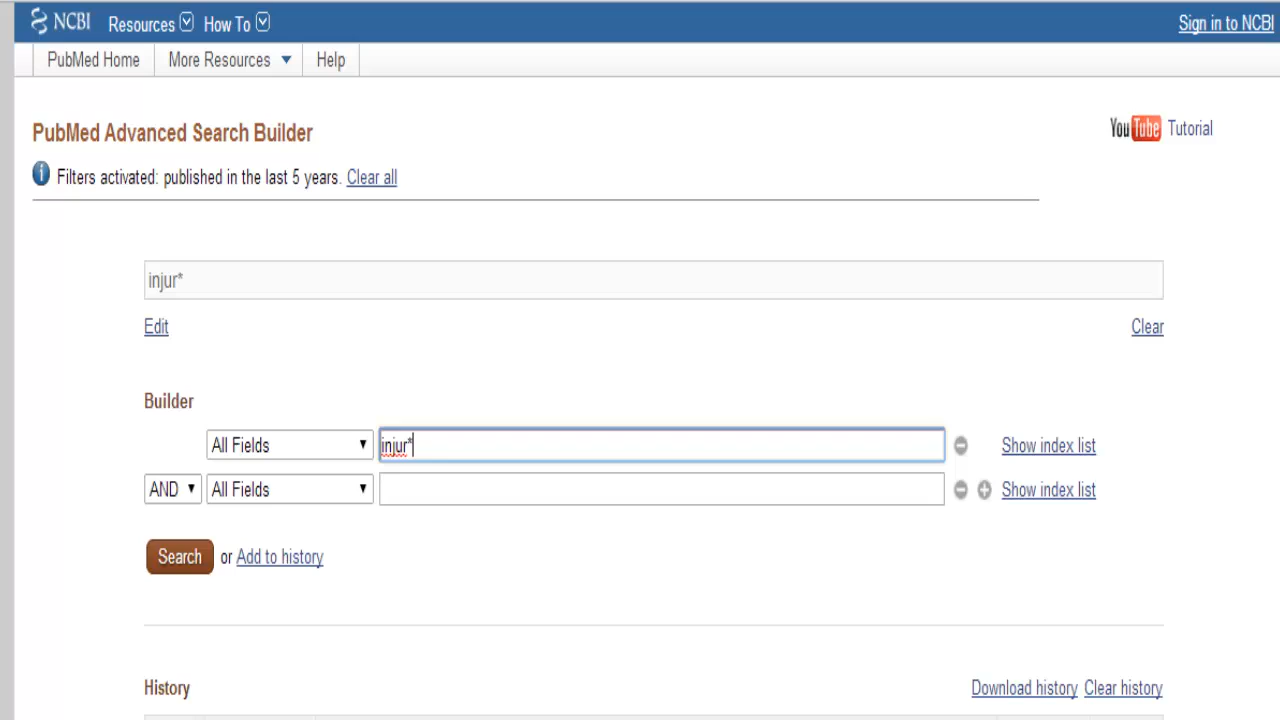 NCBI Resources How To Sign in to NCBI
PubMed Home More Resources Help
PubMed Advanced Search Builder
You Tube Tutorial
Filters activated: published in the last 5 years. Clear all
injur*
Edit Clear
Builder
All Fields injur* Show index list
AND All Fields Show index list
Search or Add to history
History Download history Clear history